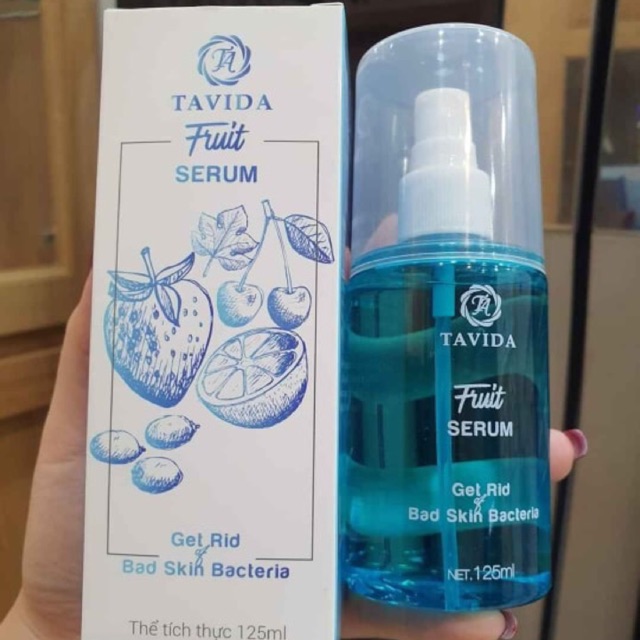 TA
TAVIDA
Fruit
SERUM
Get Rid
of
Bad Skin Bacteria
Thể tích thực 125ml
TA
TAVIDA
Fruit
SERUM
Get Rid
of
Bad Skin Bacteria
NET. 125ml